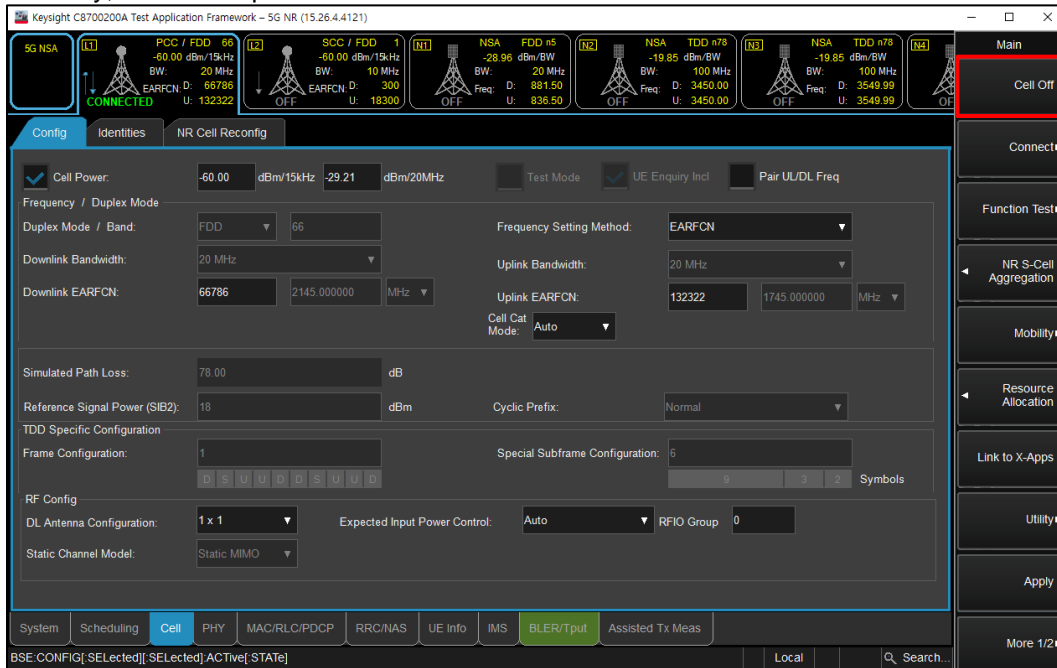 Keysight C8700200A Test Application Framework – 5G NR (15.26.4.4121)
5G NSA
L1 PCC / FDD 66
-60.00 dBm/15kHz
BW: 20 MHz
EARFCN: D: 66786
CONNECTED U: 132322
L2 SCC / FDD 1
-60.00 dBm/15kHz
BW: 10 MHz
EARFCN: D: 300
OFF U: 18300
N1 NSA FDD n5
-28.96 dBm/BW
BW: 20 MHz
Freq: D: 881.50
OFF U: 836.50
N2 NSA TDD n78
-19.85 dBm/BW
BW: 100 MHz
Freq: D: 3450.00
OFF U: 3450.00
N3 NSA TDD n78
-19.85 dBm/BW
BW: 100 MHz
Freq: D: 3549.99
OFF U: 3549.99
N4
OF
Main
Cell Off
Connect
Function Test
NR S-Cell
Aggregation
Mobility
Resource
Allocation
Link to X-Apps
Utility
Apply
More 1/2
Config Identities NR Cell Reconfig
Cell Power: -60.00 dBm/15kHz -29.21 dBm/20MHz Test Mode UE Enquiry Incl Pair UL/DL Freq
Frequency / Duplex Mode
Duplex Mode / Band: FDD 66 Frequency Setting Method: EARFCN
Downlink Bandwidth: 20 MHz Uplink Bandwidth: 20 MHz
Downlink EARFCN: 66786 2145.000000 MHz Uplink EARFCN: 132322 1745.000000 MHz
Cell Cat
Mode: Auto
Simulated Path Loss: 78.00 dB
Reference Signal Power (SIB2): 18 dBm Cyclic Prefix: Normal
TDD Specific Configuration
Frame Configuration: 1 Special Subframe Configuration: 6
D S U U D D S U U D 9 3 2 Symbols
RF Config
DL Antenna Configuration: 1 x 1 Expected Input Power Control: Auto RFIO Group 0
Static Channel Model: Static MIMO
System Scheduling Cell PHY MAC/RLC/PDCP RRC/NAS UE Info IMS BLER/Tput Assisted Tx Meas
BSE:CONFIG[:SELected][:SELected]:ACTive[:STATe] Local Search...